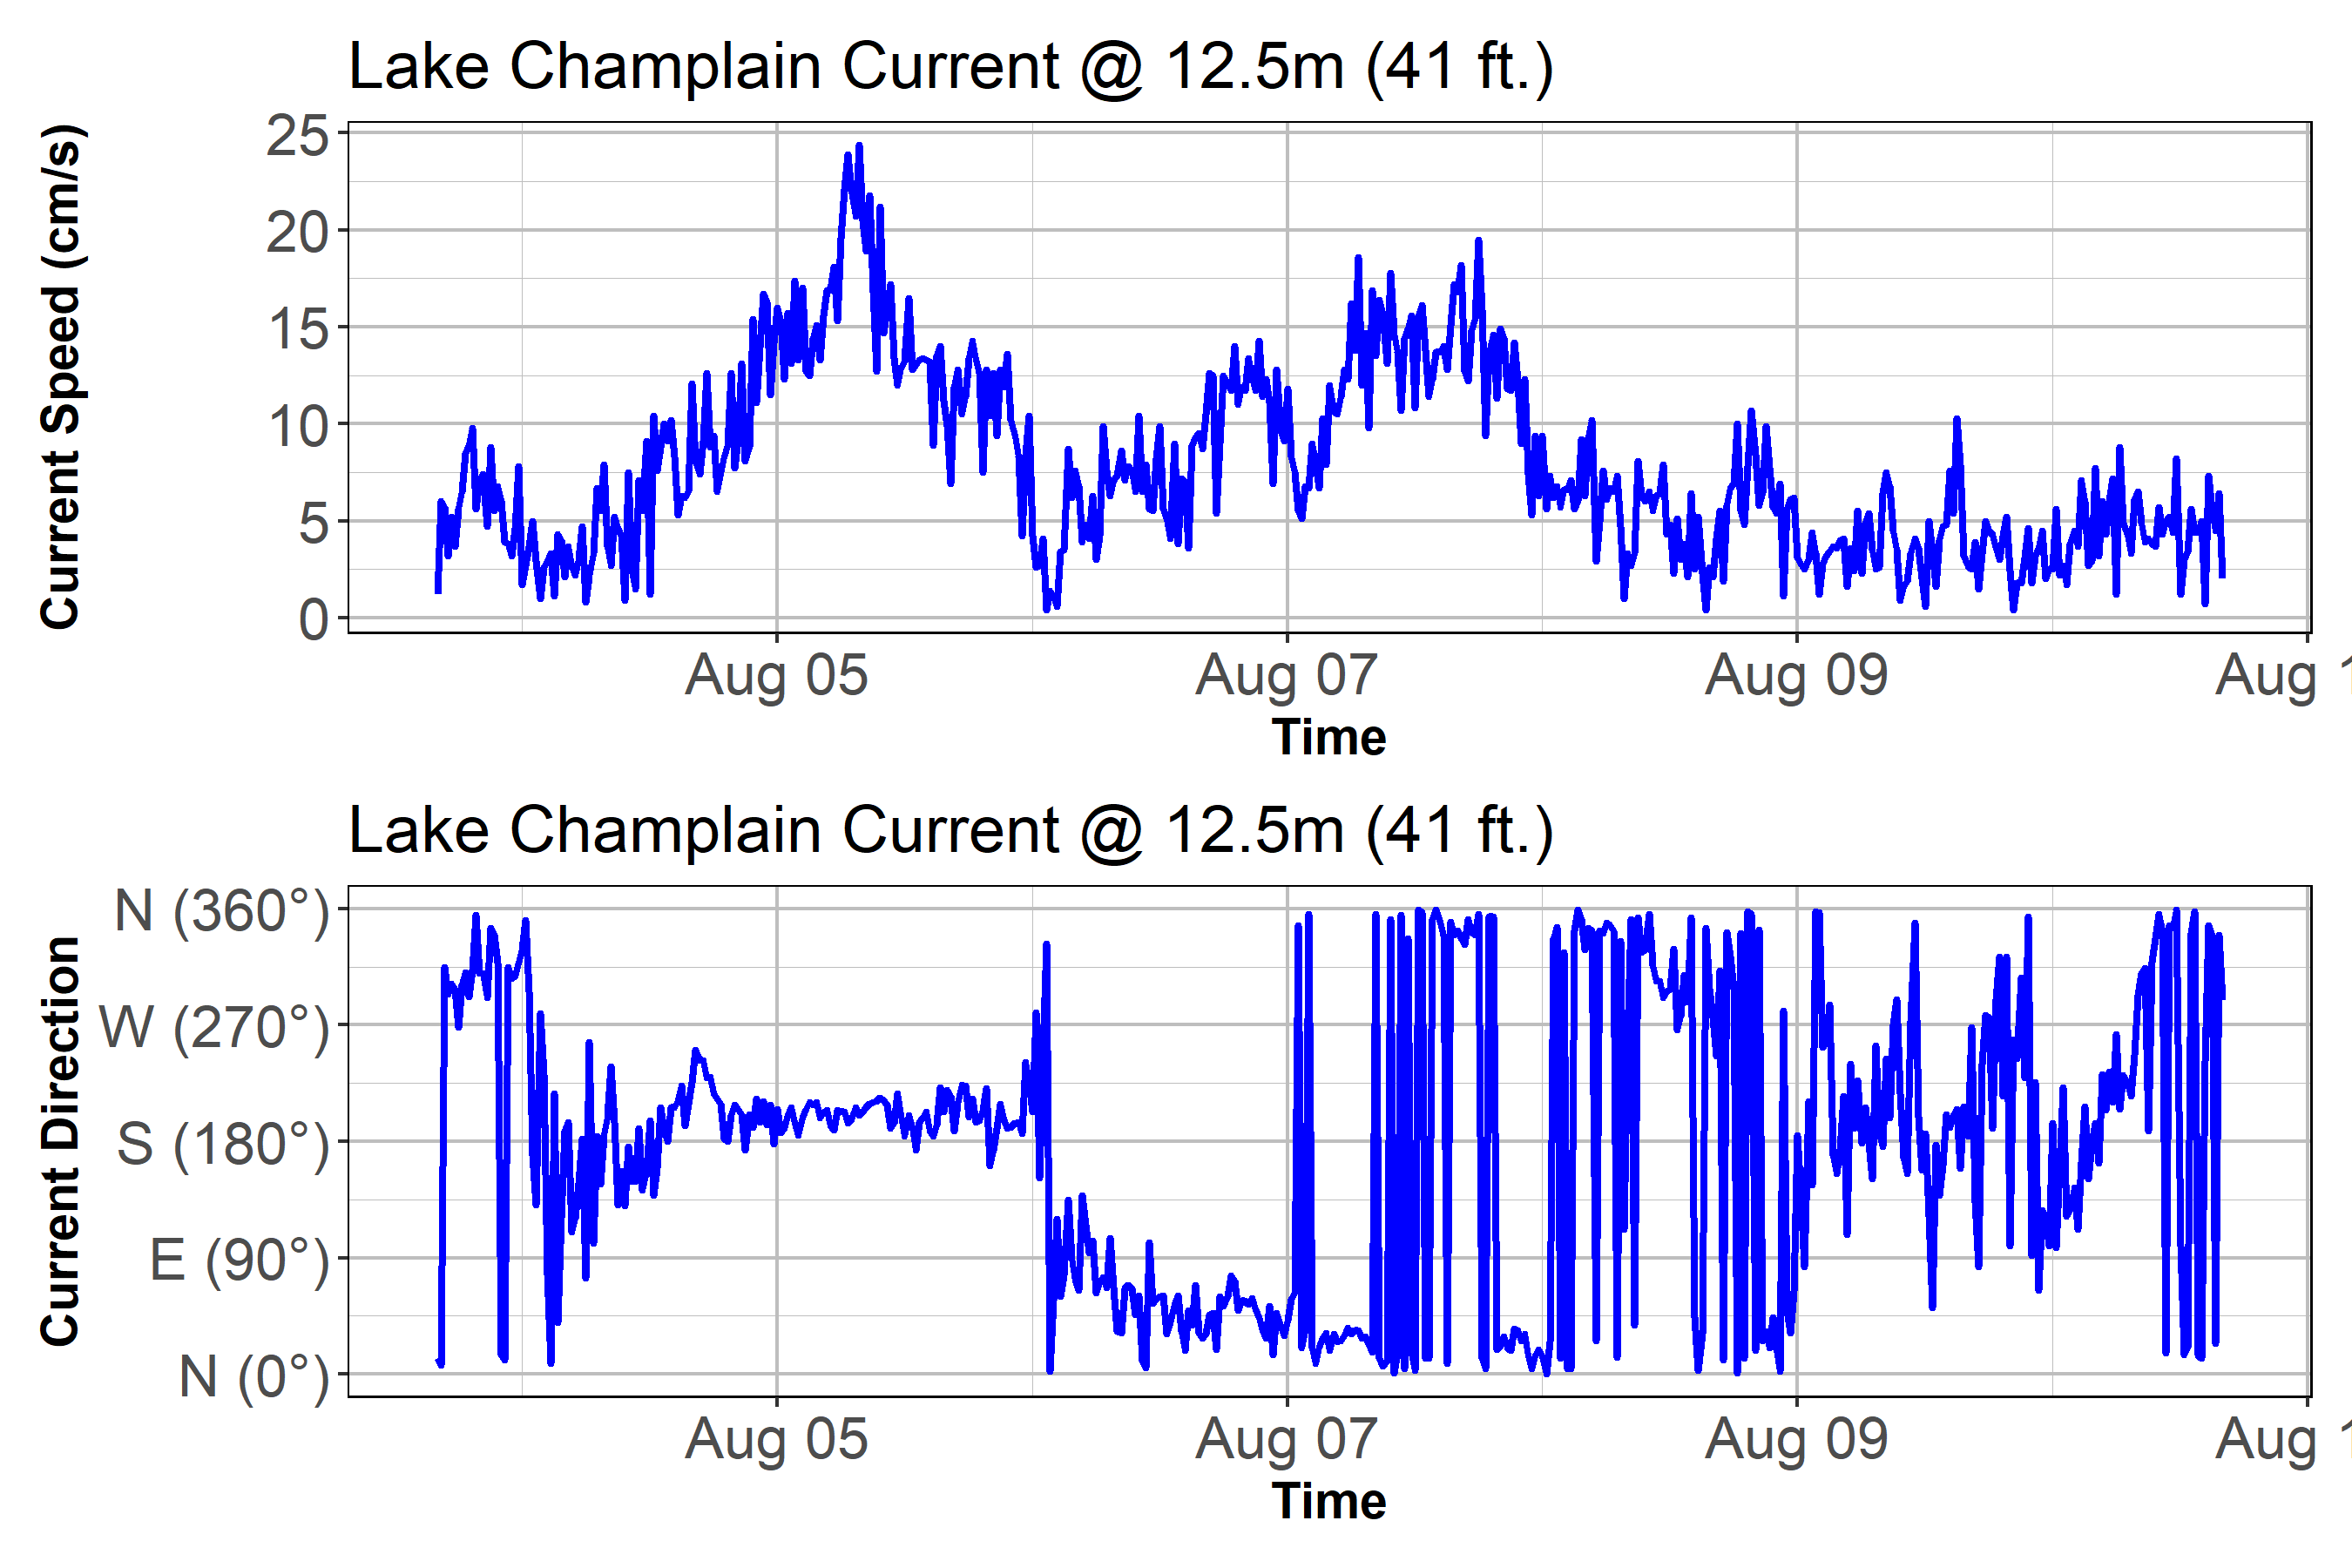 Lake Champlain Current @ 12.5m (41 ft.)
Current Speed (cm/s)
25
20
15
10
5
0
Aug 05 Aug 07 Aug 09 Aug 1
Time
Lake Champlain Current @ 12.5m (41 ft.)
Current Direction
N (360°)
W (270°)
S (180°)
E (90°)
N (0°)
Aug 05 Aug 07 Aug 09 Aug 1
Time